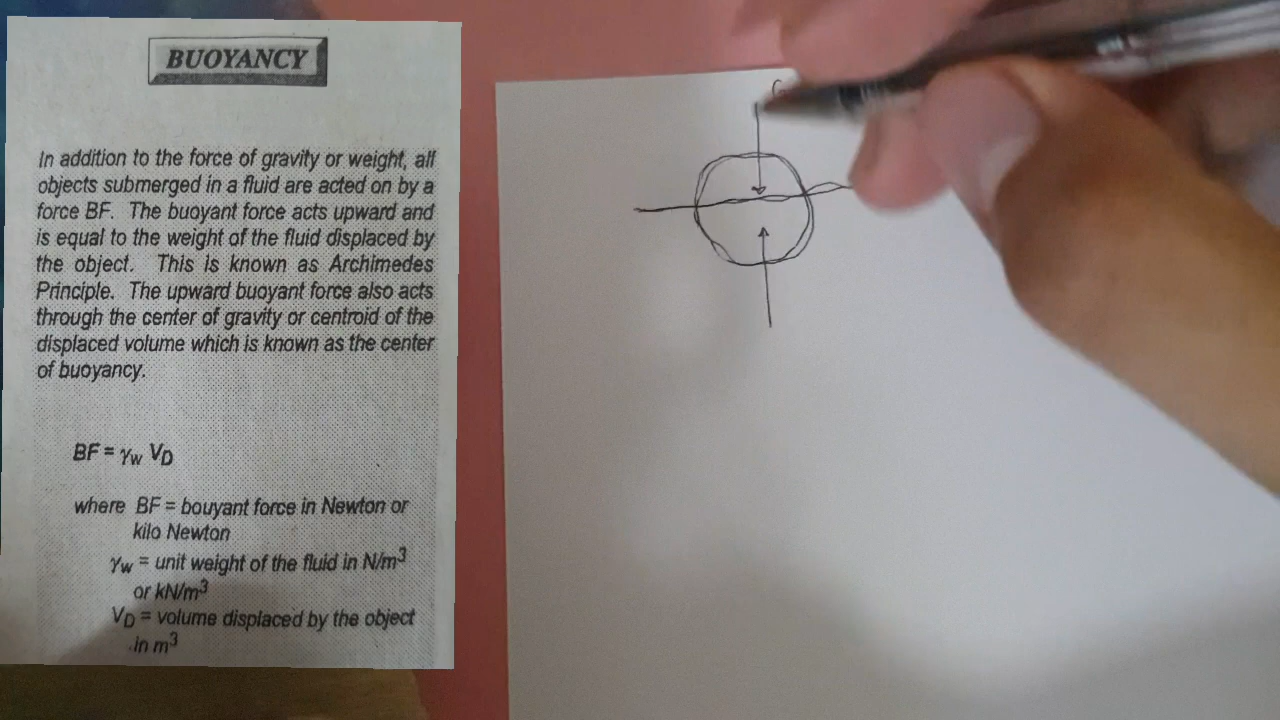 BUOYANCY
In addition to the force of gravity or weight, all
objects submerged in a fluid are acted on by a
force BF. The buoyant force acts upward and
is equal to the weight of the fluid displaced by
the object. This is known as Archimedes
Principle. The upward buoyant force also acts
through the center of gravity or centroid of the
displaced volume which is known as the center
of buoyancy.
BF = γw VD
where BF = bouyant force in Newton or
kilo Newton
γw = unit weight of the fluid in N/m³
or kN/m³
VD = volume displaced by the object
in m³